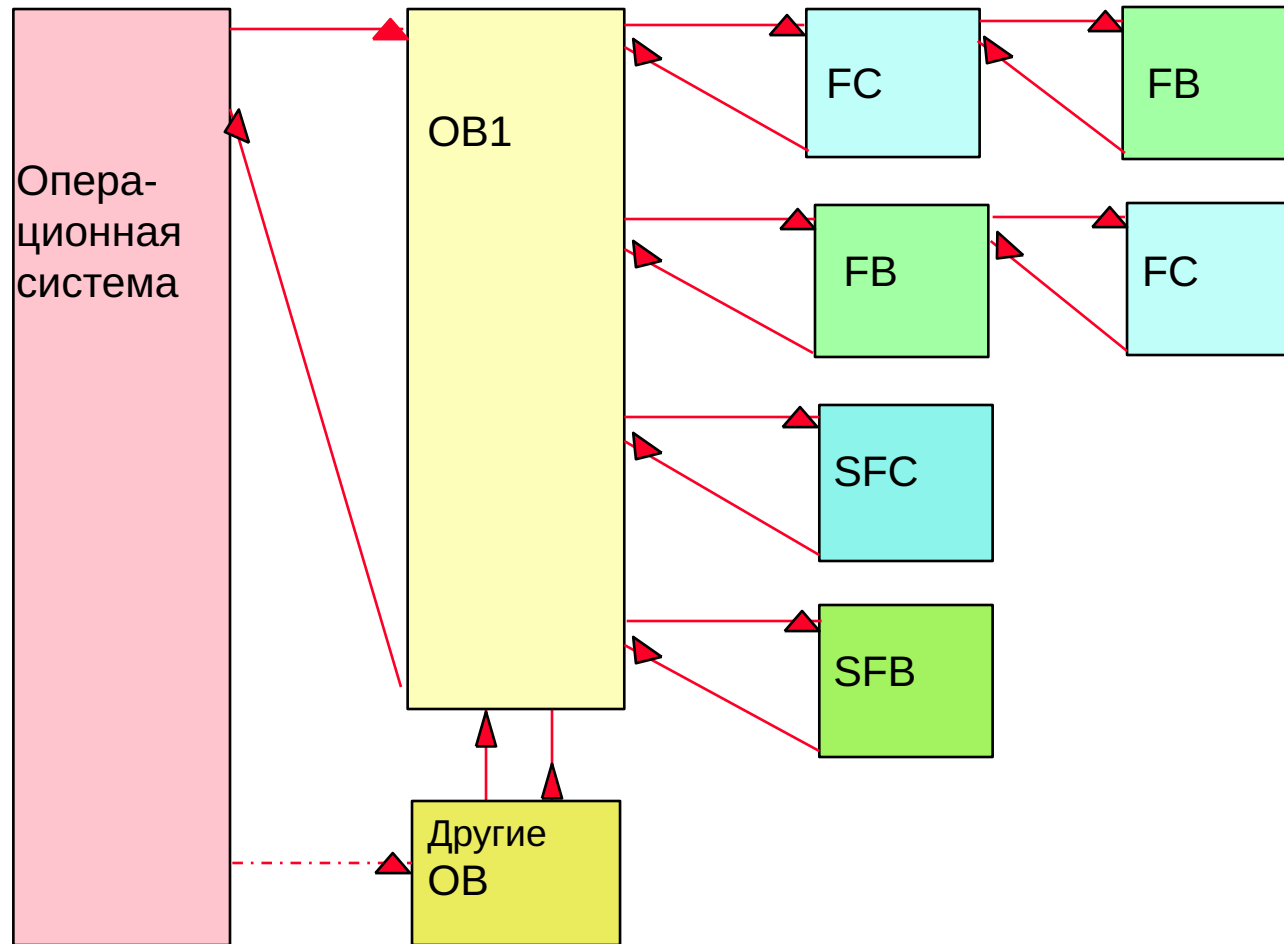 Опера-
ционная
система
OB1
FC
FB
FB
FC
SFC
SFB
Другие
OB